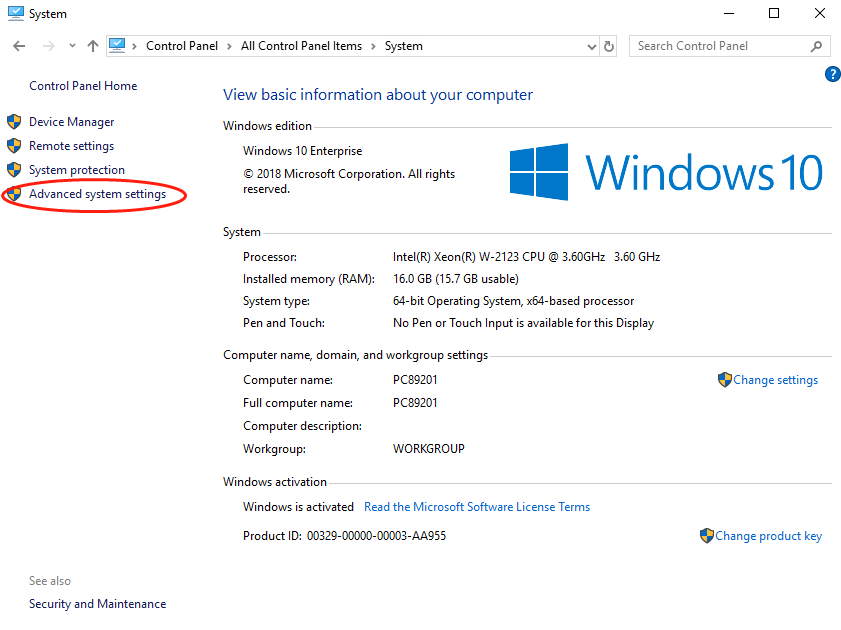 System
Control Panel > All Control Panel Items > System
Search Control Panel
?
Control Panel Home
Device Manager
Remote settings
System protection
Advanced system settings
View basic information about your computer
Windows edition
Windows 10 Enterprise
© 2018 Microsoft Corporation. All rights
reserved.
Windows 10
System
Processor: Intel(R) Xeon(R) W-2123 CPU @ 3.60GHz 3.60 GHz
Installed memory (RAM): 16.0 GB (15.7 GB usable)
System type: 64-bit Operating System, x64-based processor
Pen and Touch: No Pen or Touch Input is available for this Display
Computer name, domain, and workgroup settings
Computer name: PC89201
Change settings
Full computer name: PC89201
Computer description:
Workgroup: WORKGROUP
Windows activation
Windows is activated Read the Microsoft Software License Terms
Product ID: 00329-00000-00003-AA955
Change product key
See also
Security and Maintenance